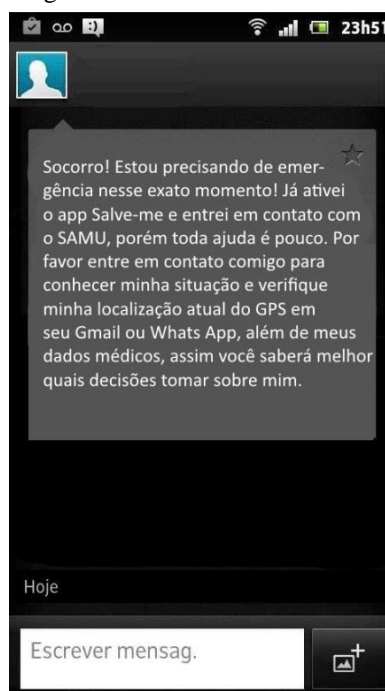 23h51
Socorro! Estou precisando de emer-
gência nesse exato momento! Já ativei
o app Salve-me e entrei em contato com
o SAMU, porém toda ajuda é pouco. Por
favor entre em contato comigo para
conhecer minha situação e verifique
minha localização atual do GPS em
seu Gmail ou Whats App, além de meus
dados médicos, assim você saberá melhor
quais decisões tomar sobre mim.
Hoje
Escrever mensag.